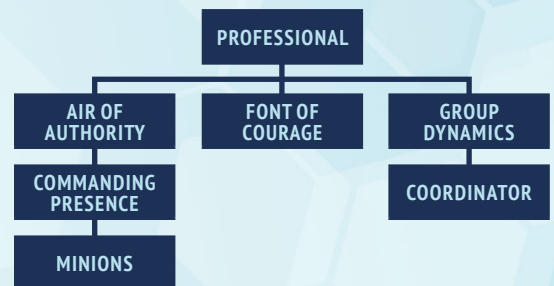 PROFESSIONAL
AIR OF
AUTHORITY
FONT OF
COURAGE
GROUP
DYNAMICS
COMMANDING
PRESENCE
COORDINATOR
MINIONS